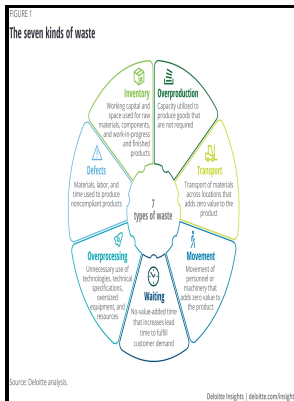 FIGURE 1
The seven kinds of waste
Inventory
Working capital and
space used for raw
materials, components,
and work-in-progress
and finished
products
Overproduction
Capacity utilized to
produce goods that
are not required
Transport
Transport of materials
across locations that
adds zero value to the
product
Movement
Movement of
personnel or
machinery that
adds zero value to
the product
Waiting
No-value-added time
that increases lead
time to fulfill
customer demand
Overprocessing
Unnecessary use of
technologies, technical
specifications,
oversized
equipment, and
resources
Defects
Materials, labor, and
time used to produce
noncompliant products
7
types of waste
Source: Deloitte analysis.
Deloitte Insights | deloitte.com/insight